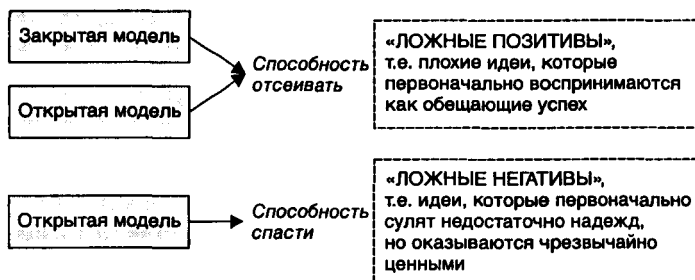 Закрытая модель
Открытая модель
Способность
отсеивать
«ЛОЖНЫЕ ПОЗИТИВЫ»,
т.е. плохие идеи, которые
первоначально воспринимаются
как обещающие успех
Открытая модель
Способность
спасти
«ЛОЖНЫЕ НЕГАТИВЫ»,
т.е. идеи, которые первоначально
сулят недостаточно надежд,
но оказываются чрезвычайно
ценными